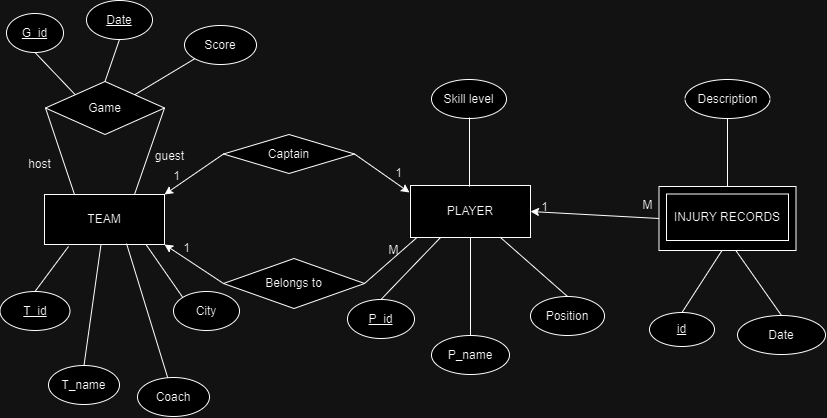 Date
G_id
Score
Game
Skill level
Description
host
guest
Captain
1
1
TEAM
PLAYER
1
M
INJURY RECORDS
1
M
Belongs to
T_id
City
P_id
Position
id
Date
P_name
T_name
Coach